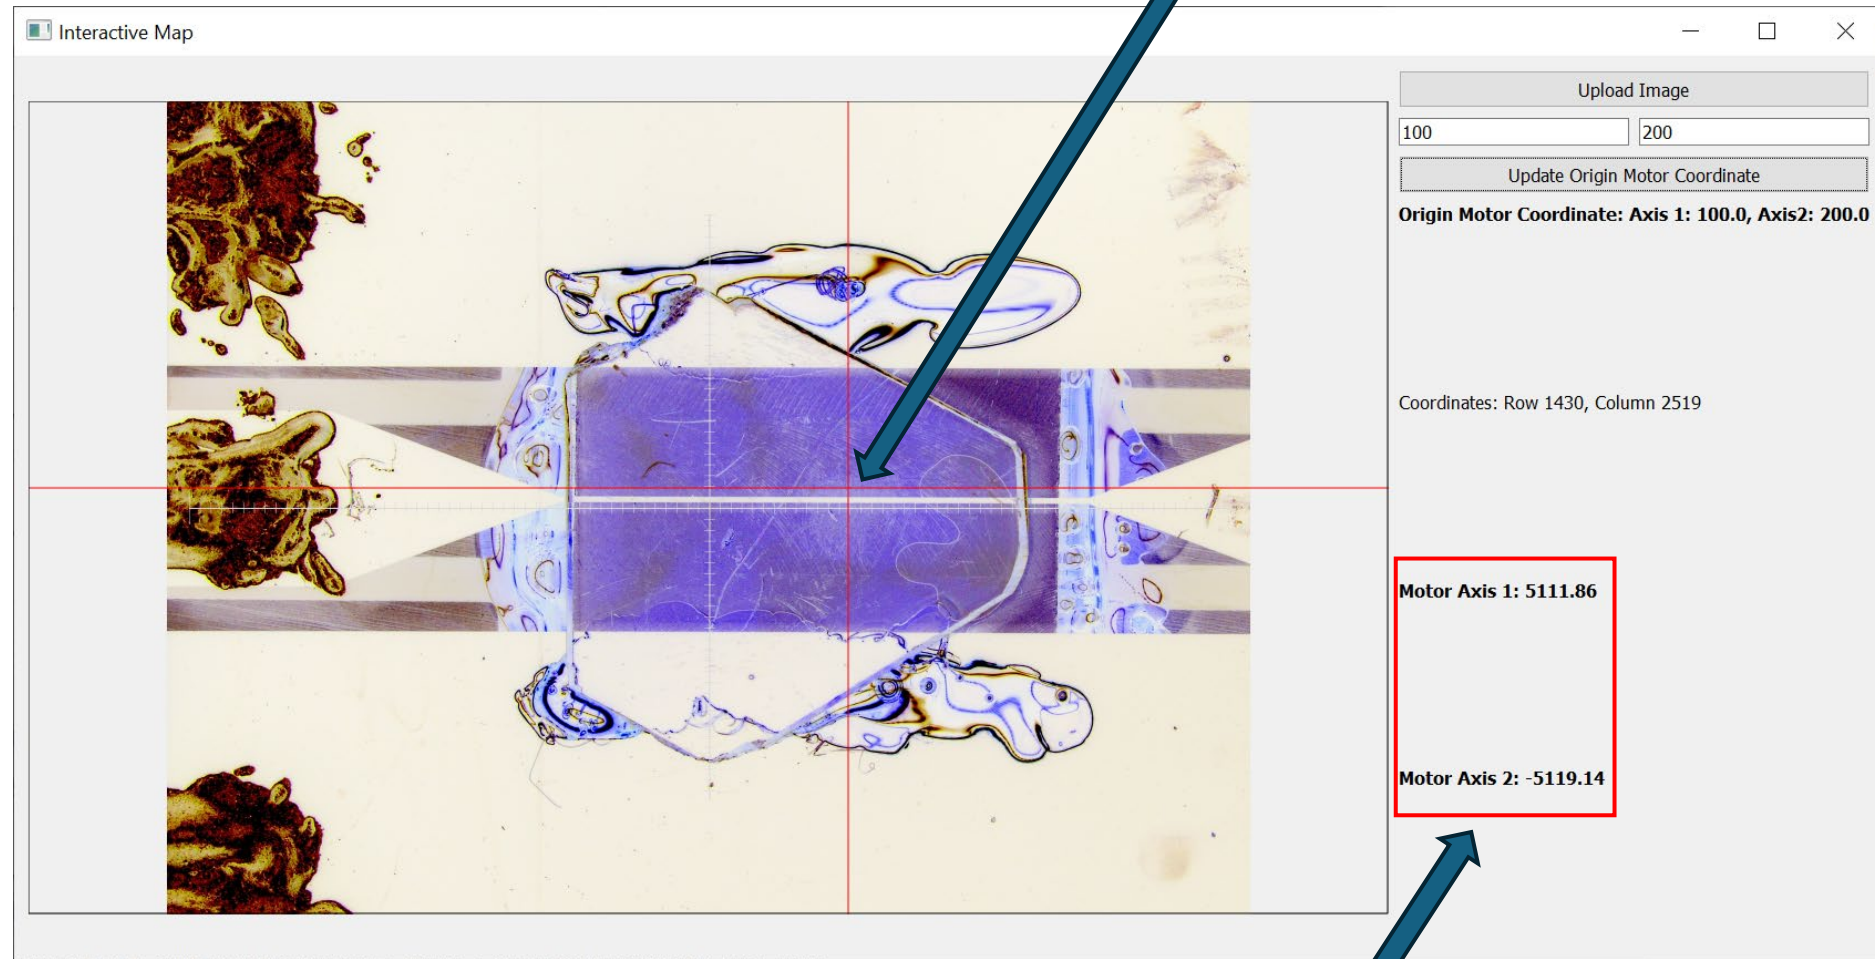 Interactive Map
Upload Image
100 200
Update Origin Motor Coordinate
Origin Motor Coordinate: Axis 1: 100.0, Axis2: 200.0
Coordinates: Row 1430, Column 2519
Motor Axis 1: 5111.86
Motor Axis 2: -5119.14